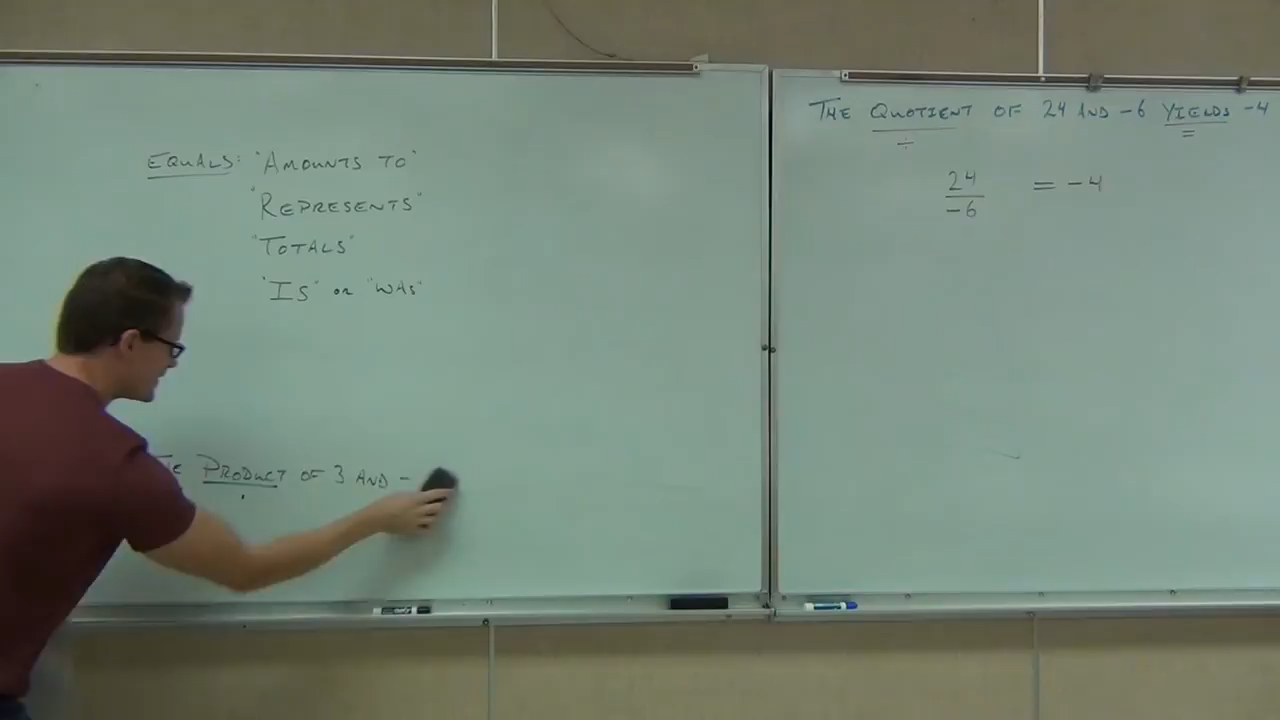 EQUALS: "AMOUNTS TO"
"REPRESENTS"
"TOTALS"
"IS" OR "WAS"
PRODUCT OF 3 AND -
THE QUOTIENT OF 24 AND -6 YIELDS -4
÷ =
24
-6 = -4